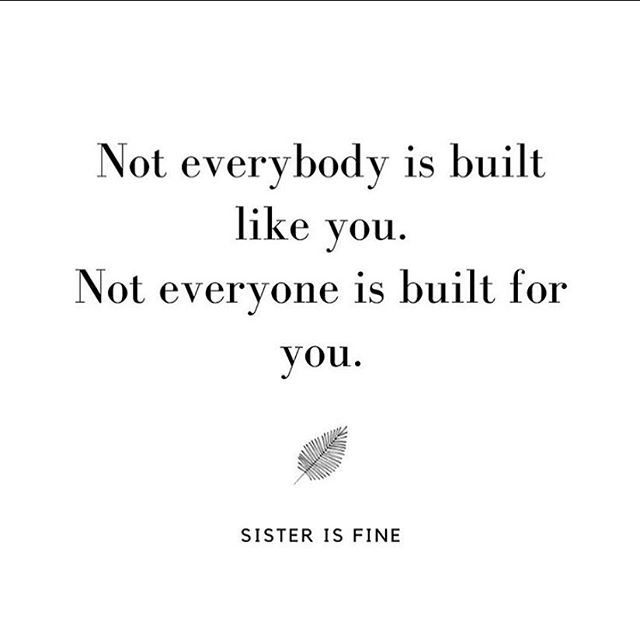 Not everybody is built
like you.
Not everyone is built for
you.
SISTER IS FINE